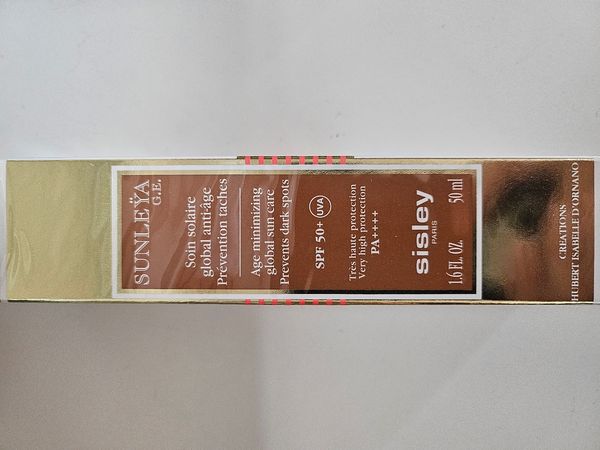 SUNLEŸA
G.E.
Soin solaire
global anti-âge
Prévention taches
Age minimizing
global sun care
Prevents dark spots
SPF 50+ UVA
Très haute protection
Very high protection
PA++++
sisley
PARIS
1.6 FL. OZ. 50 ml
CREATIONS
HUBERT ISABELLE D'ORNANO